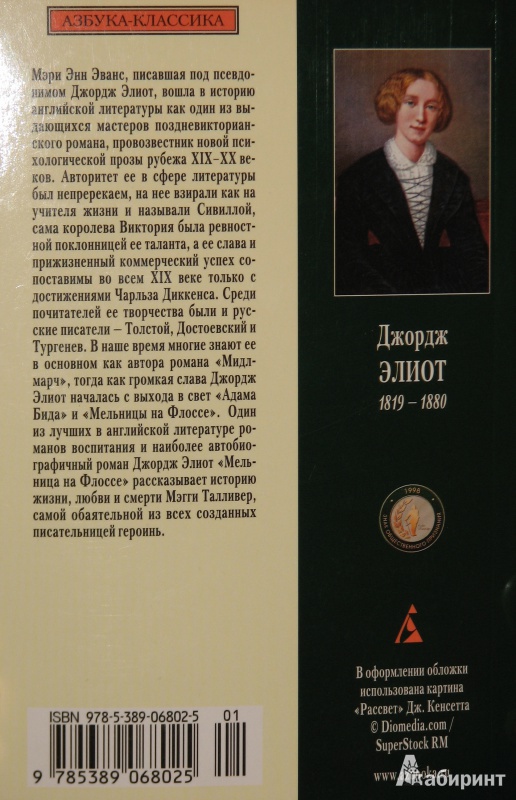 АЗБУКА-КЛАССИКА
Мэри Энн Эванс, писавшая под псевдо-
нимом Джордж Элиот, вошла в историю
английской литературы как один из вы-
дающихся мастеров поздневикториан-
ского романа, провозвестник новой пси-
хологической прозы рубежа XIX–XX ве-
ков. Авторитет ее в сфере литературы
был непререкаем, на нее взирали как на
учителя жизни и называли Сивиллой,
сама королева Виктория была ревност-
ной поклонницей ее таланта, а ее слава и
прижизненный коммерческий успех со-
поставимы во всем XIX веке только с
достижениями Чарльза Диккенса. Среди
почитателей ее творчества были и рус-
ские писатели – Толстой, Достоевский и
Тургенев. В наше время многие знают ее
в основном как автора романа «Мидл-
марч», тогда как громкая слава Джордж
Элиот началась с выхода в свет «Адама
Бида» и «Мельницы на Флоссе». Один
из лучших в английской литературе ро-
манов воспитания и наиболее автобио-
графичный роман Джордж Элиот «Мель-
ница на Флоссе» рассказывает историю
жизни, любви и смерти Мэгги Талливер,
самой обаятельной из всех созданных
писательницей героинь.
ISBN 978-5-389-06802-5 01
9 785389 068025
Джордж
ЭЛИОТ
1819 – 1880
1998
ЗНАК ОБЩЕСТВЕННОГО ПРИЗНАНИЯ
В оформлении обложки
использована картина
«Рассвет» Дж. Кенсетта
© Diomedia.com /
SuperStock RM
www.
Лабиринт